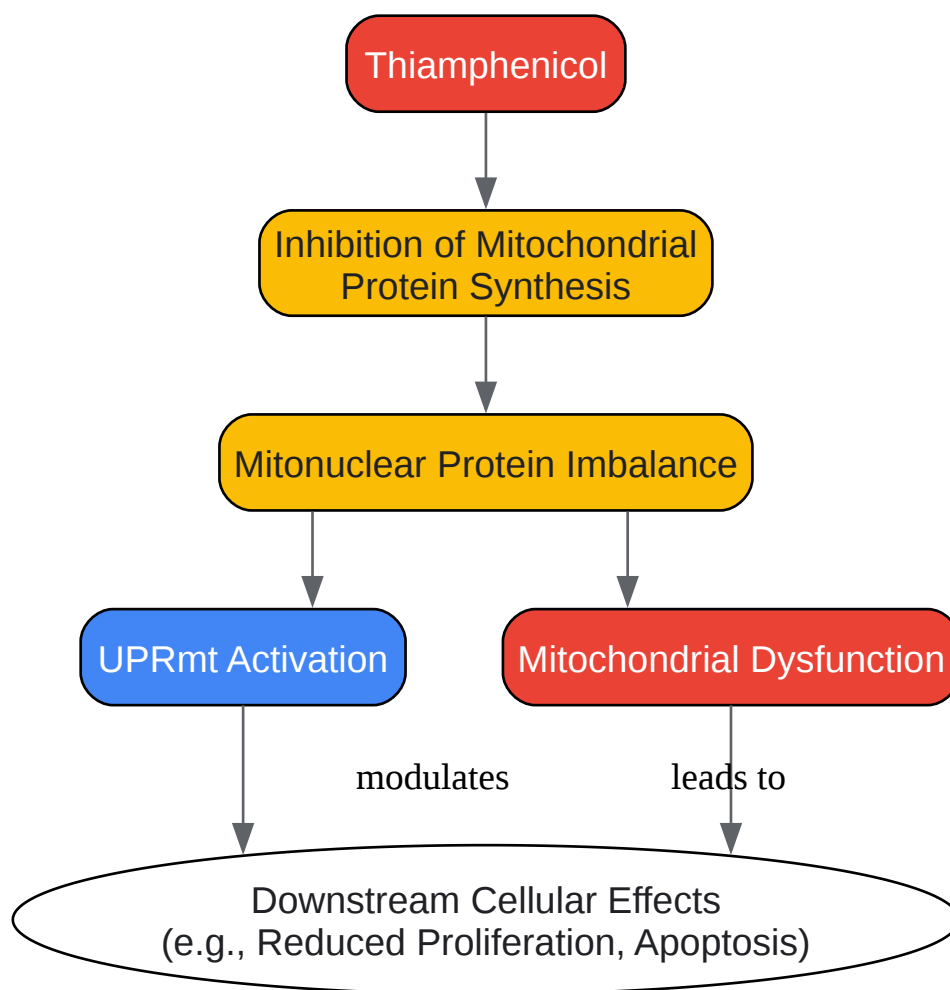 Thiamphenicol
Inhibition of Mitochondrial
Protein Synthesis
Mitonuclear Protein Imbalance
UPRmt Activation
Mitochondrial Dysfunction
modulates
leads to
Downstream Cellular Effects
(e.g., Reduced Proliferation, Apoptosis)